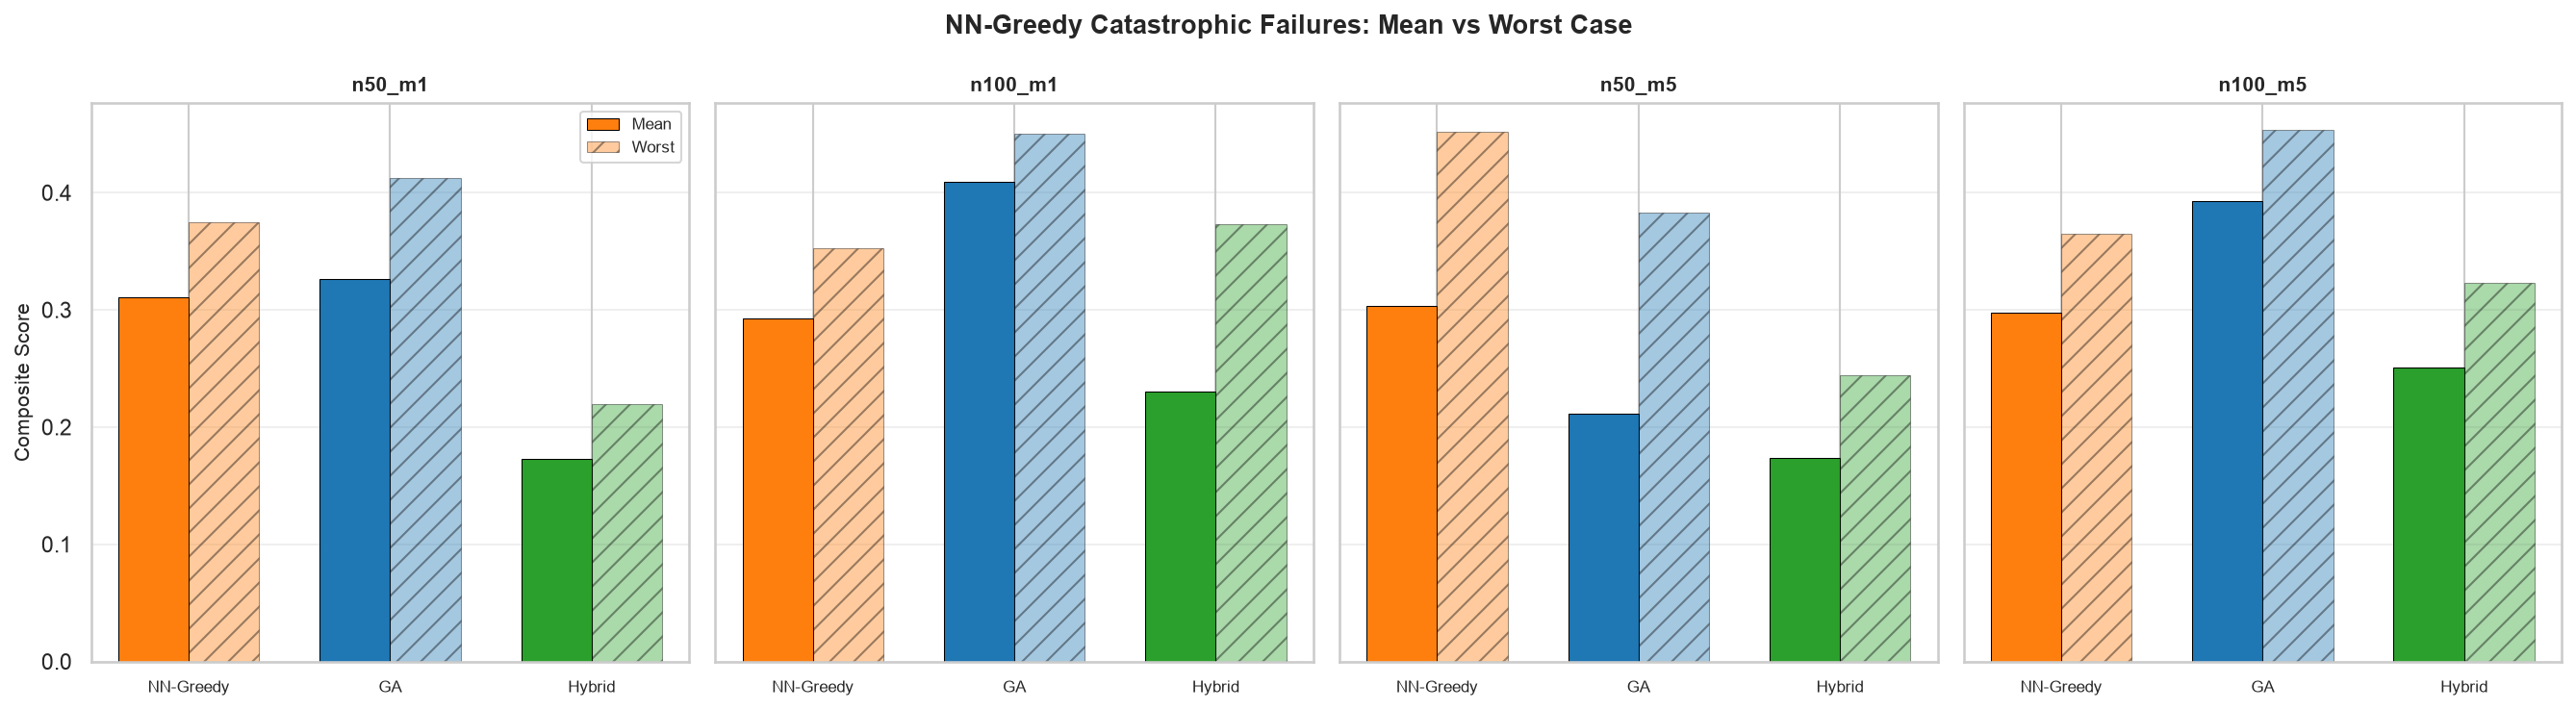 NN-Greedy Catastrophic Failures: Mean vs Worst Case
n50_m1
n100_m1
n50_m5
n100_m5
Mean
Worst
Composite Score
0.4
0.3
0.2
0.1
0.0
NN-Greedy GA Hybrid
NN-Greedy GA Hybrid
NN-Greedy GA Hybrid
NN-Greedy GA Hybrid